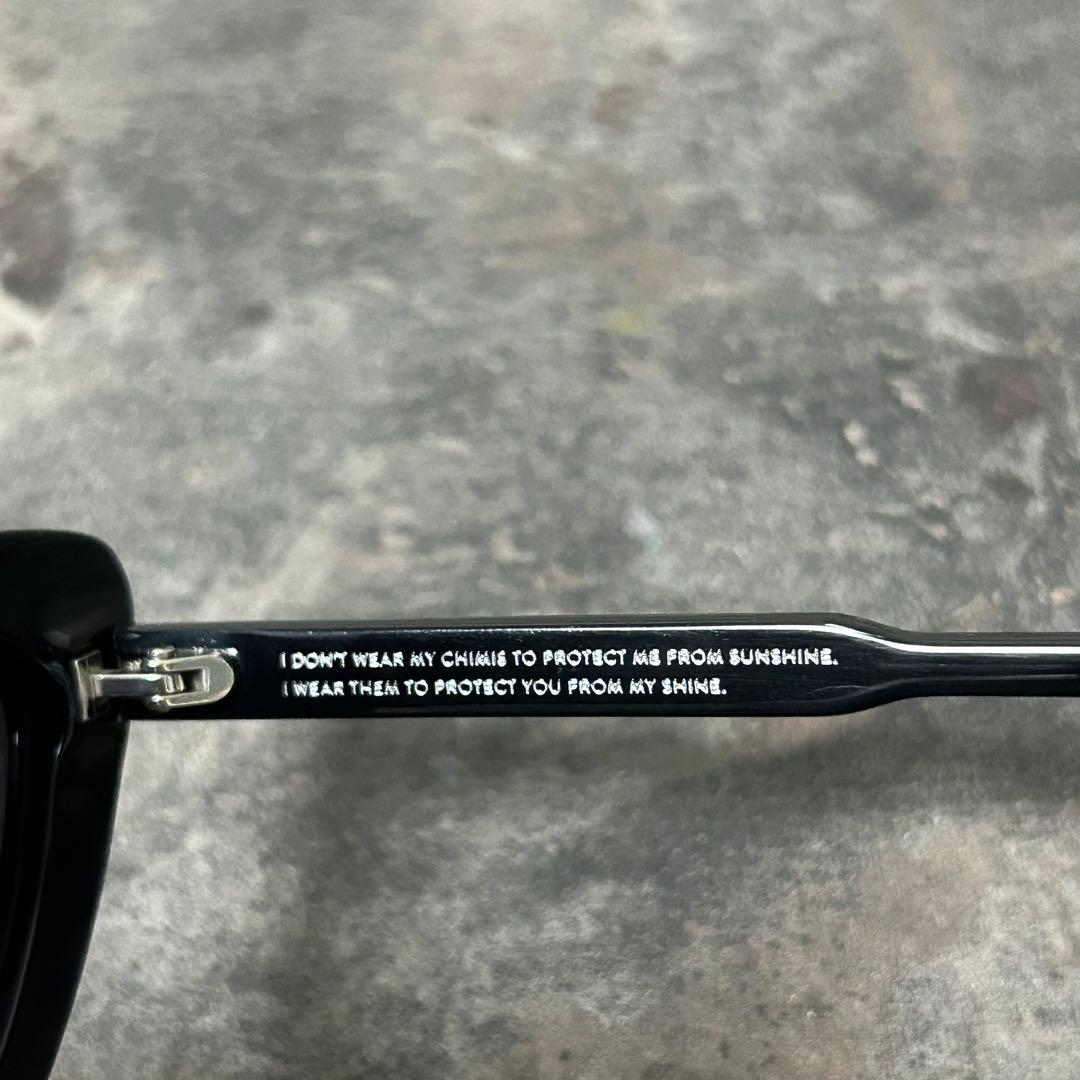 I DON'T WEAR MY CHIMIS TO PROTECT ME FROM SUNSHINE.
I WEAR THEM TO PROTECT YOU FROM MY SHINE.